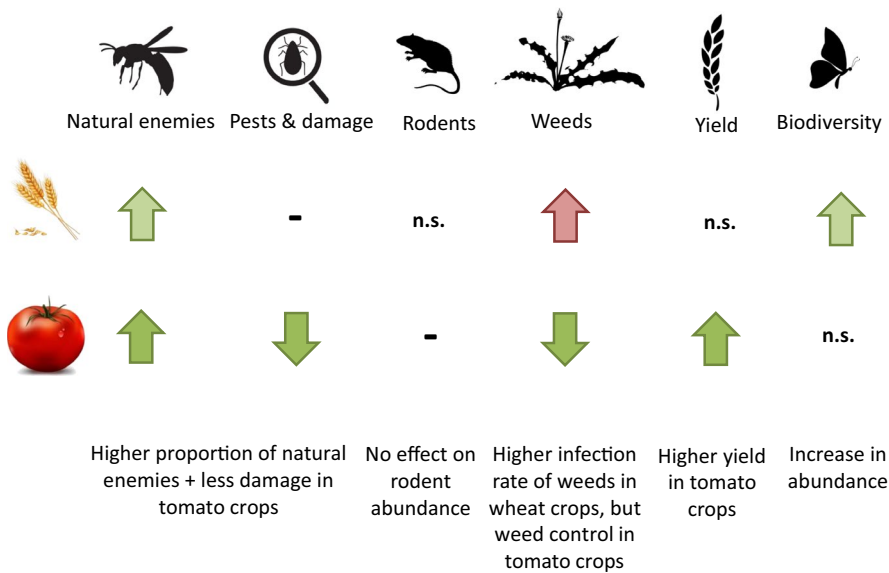 Natural enemies Pests & damage Rodents Weeds Yield Biodiversity
- n.s. n.s.
- n.s.
Higher proportion of natural
enemies + less damage in
tomato crops
No effect on
rodent
abundance
Higher infection
rate of weeds in
wheat crops, but
weed control in
tomato crops
Higher yield
in tomato
crops
Increase in
abundance